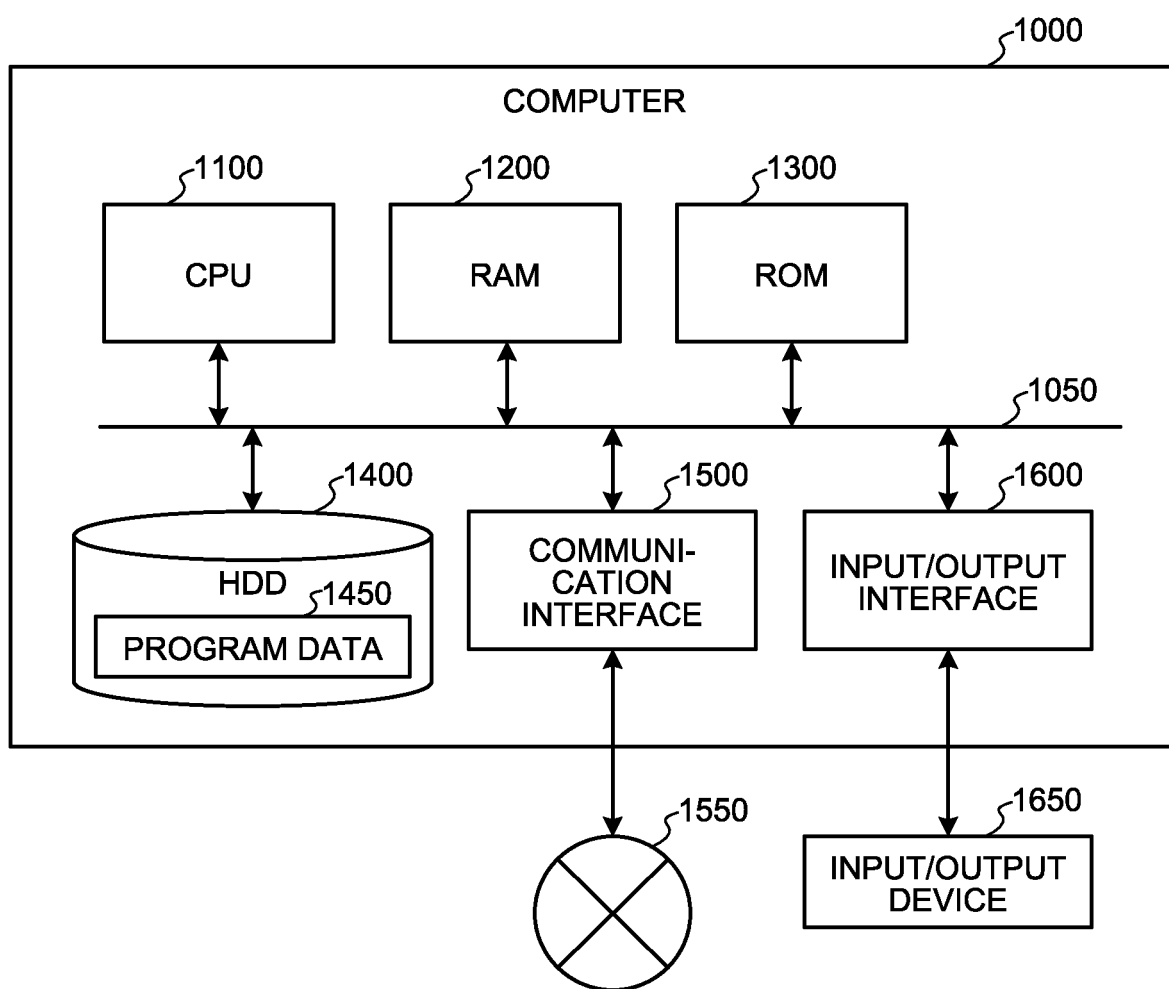 1000
COMPUTER
1100
1200
1300
CPU
RAM
ROM
1050
1400
1500
1600
HDD
1450
PROGRAM DATA
COMMUNI-
CATION
INTERFACE
INPUT/OUTPUT
INTERFACE
1550
1650
INPUT/OUTPUT
DEVICE